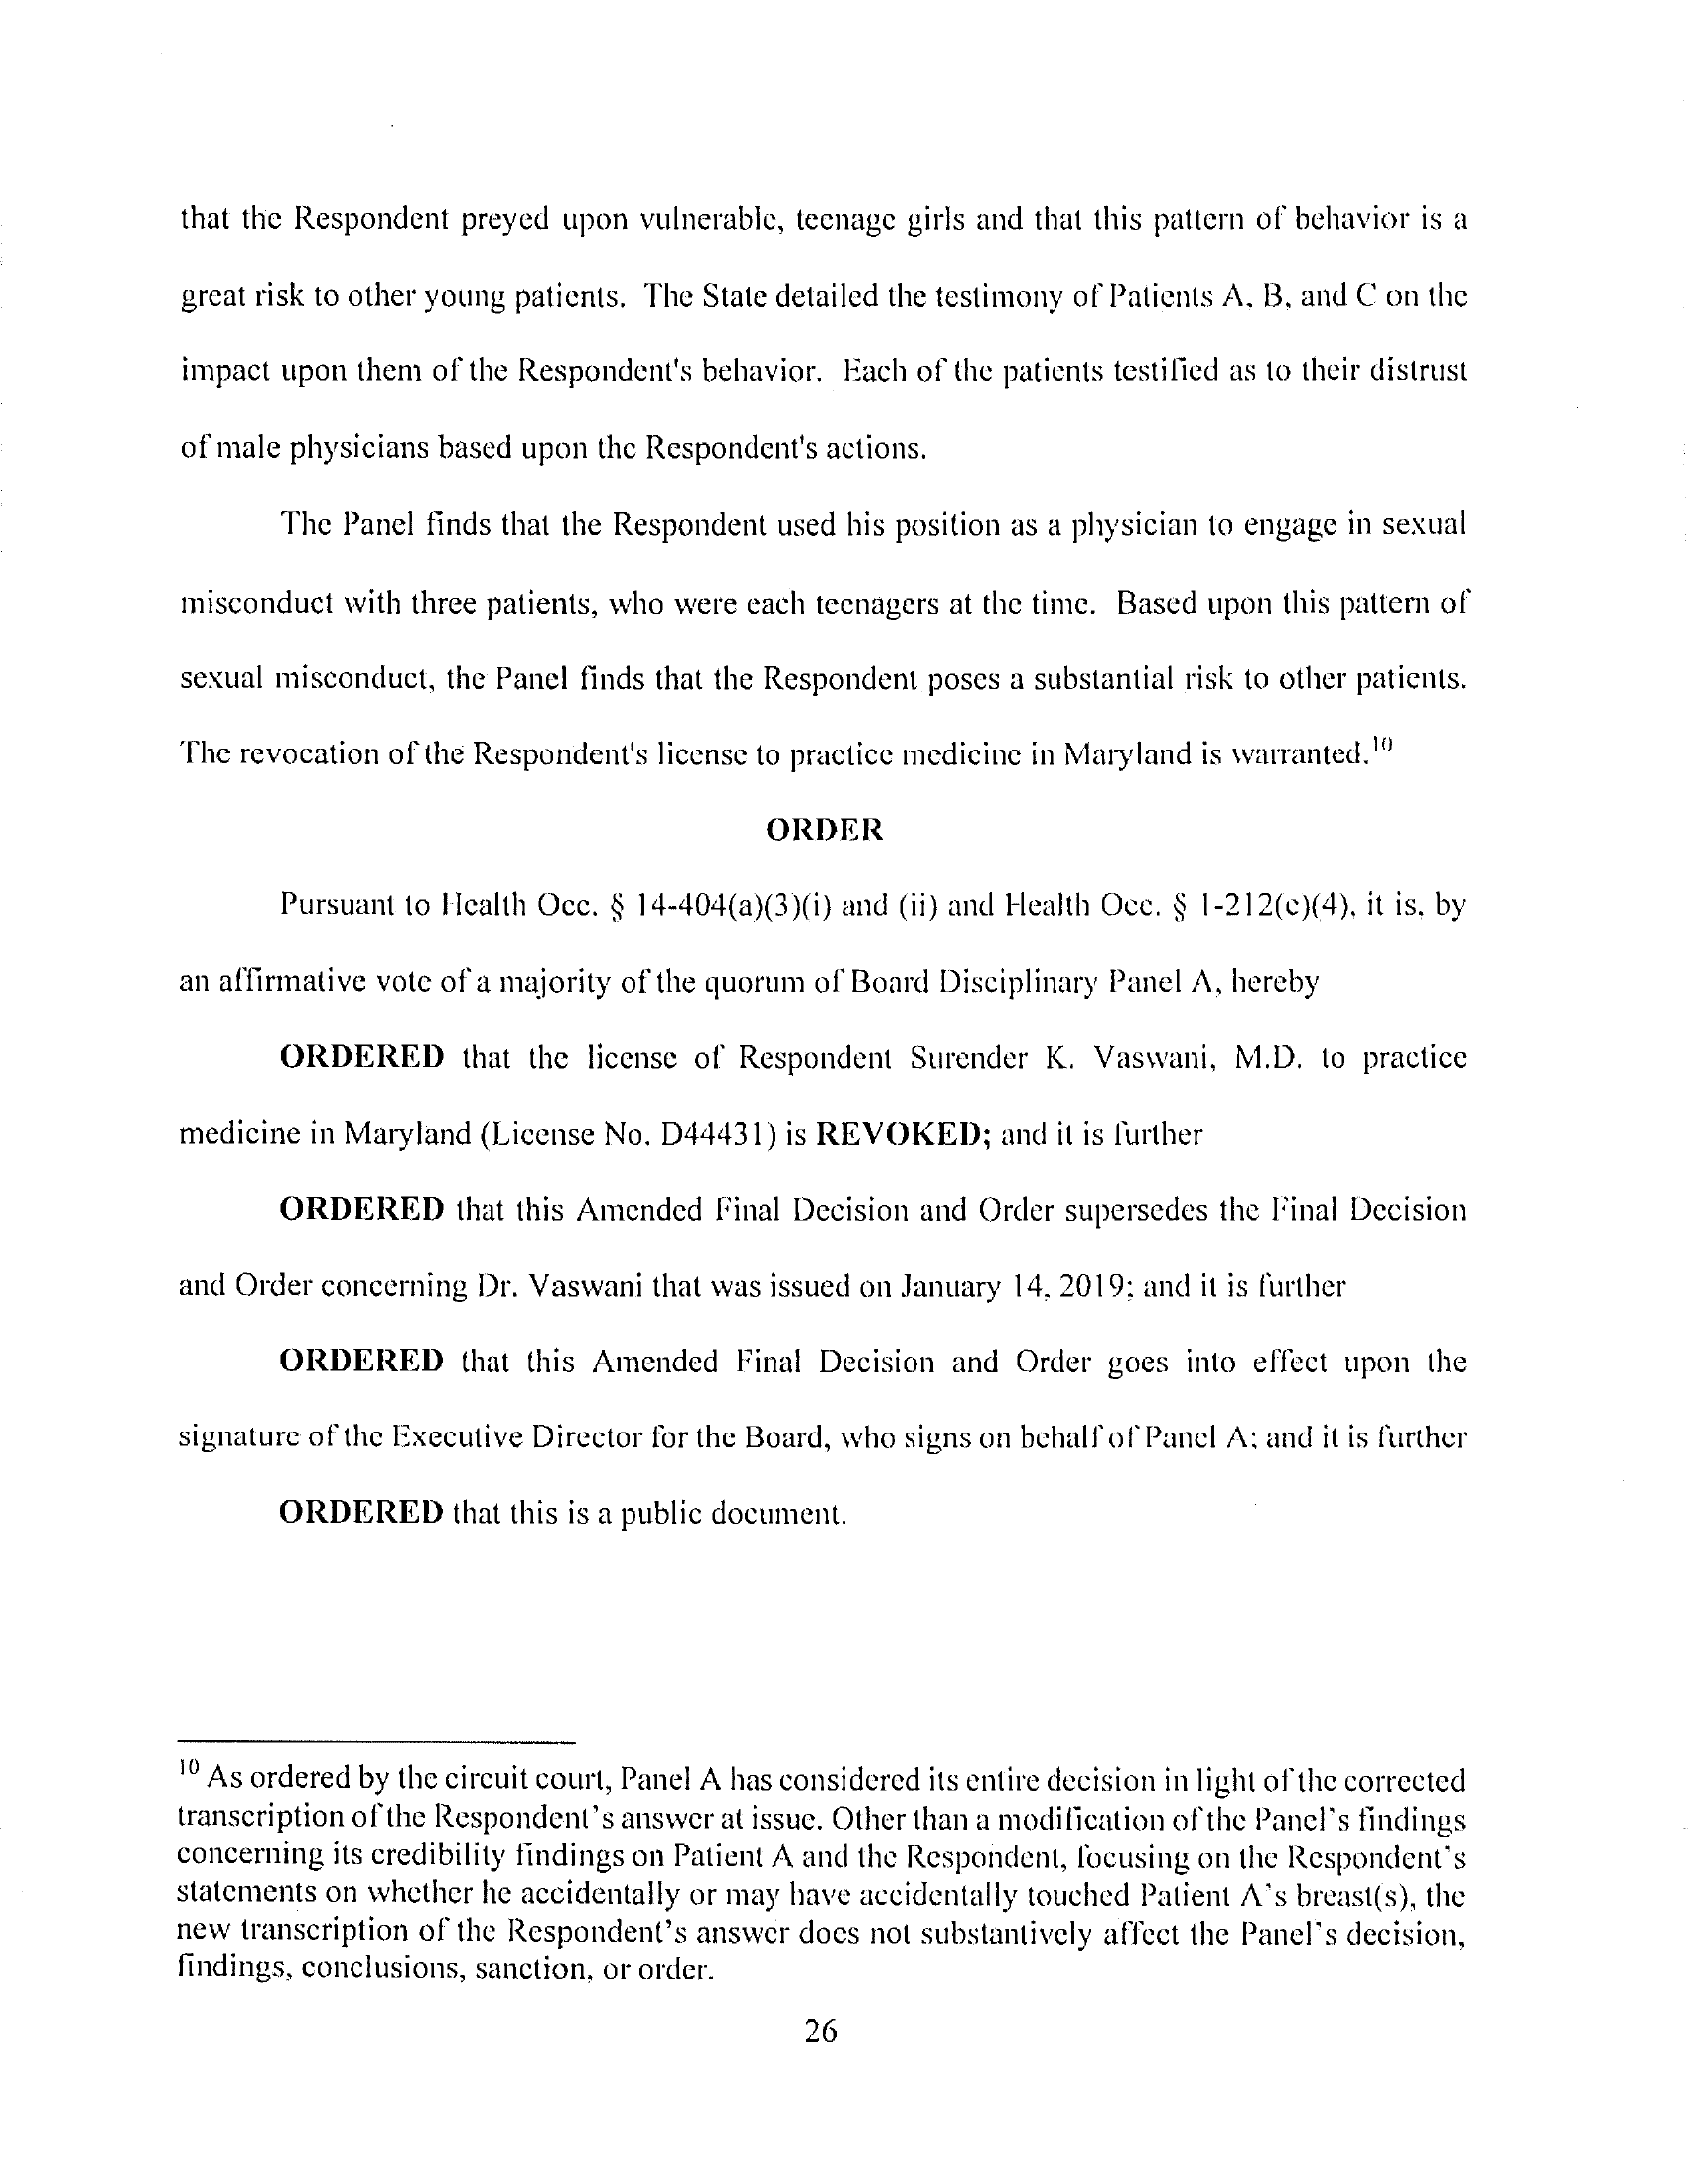 that the Respondent preyed upon vulnerable, teenage girls and that this pattern of behavior is a
great risk to other young patients. The State detailed the testimony of Patients A, B, and C on the
impact upon them of the Respondent's behavior. Each of the patients testified as to their distrust
of male physicians based upon the Respondent's actions.
The Panel finds that the Respondent used his position as a physician to engage in sexual
misconduct with three patients, who were each teenagers at the time. Based upon this pattern of
sexual misconduct, the Panel finds that the Respondent poses a substantial risk to other patients.
The revocation of the Respondent's license to practice medicine in Maryland is warranted.¹⁰
ORDER
Pursuant to Health Occ. § 14-404(a)(3)(i) and (ii) and Health Occ. § 1-212(c)(4), it is, by
an affirmative vote of a majority of the quorum of Board Disciplinary Panel A, hereby
ORDERED that the license of Respondent Surender K. Vaswani, M.D. to practice
medicine in Maryland (License No. D44431) is REVOKED; and it is further
ORDERED that this Amended Final Decision and Order supersedes the Final Decision
and Order concerning Dr. Vaswani that was issued on January 14, 2019; and it is further
ORDERED that this Amended Final Decision and Order goes into effect upon the
signature of the Executive Director for the Board, who signs on behalf of Panel A; and it is further
ORDERED that this is a public document.
¹⁰ As ordered by the circuit court, Panel A has considered its entire decision in light of the corrected
transcription of the Respondent's answer at issue. Other than a modification of the Panel's findings
concerning its credibility findings on Patient A and the Respondent, focusing on the Respondent's
statements on whether he accidentally or may have accidentally touched Patient A's breast(s), the
new transcription of the Respondent's answer does not substantively affect the Panel's decision,
findings, conclusions, sanction, or order.
26